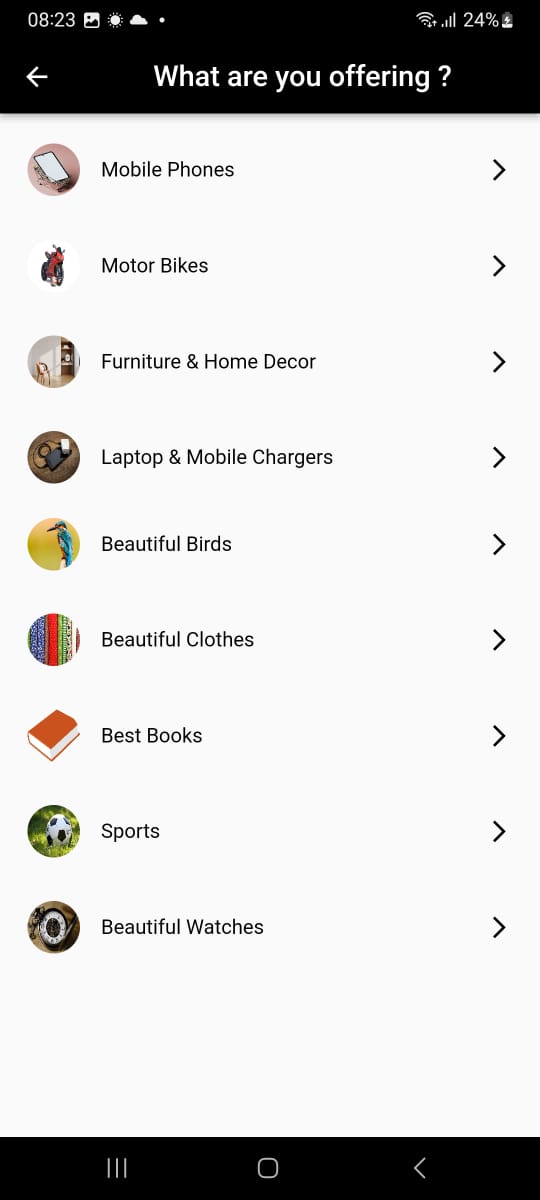 08:23 24%
What are you offering ?
Mobile Phones
Motor Bikes
Furniture & Home Decor
Laptop & Mobile Chargers
Beautiful Birds
Beautiful Clothes
Best Books
Sports
Beautiful Watches